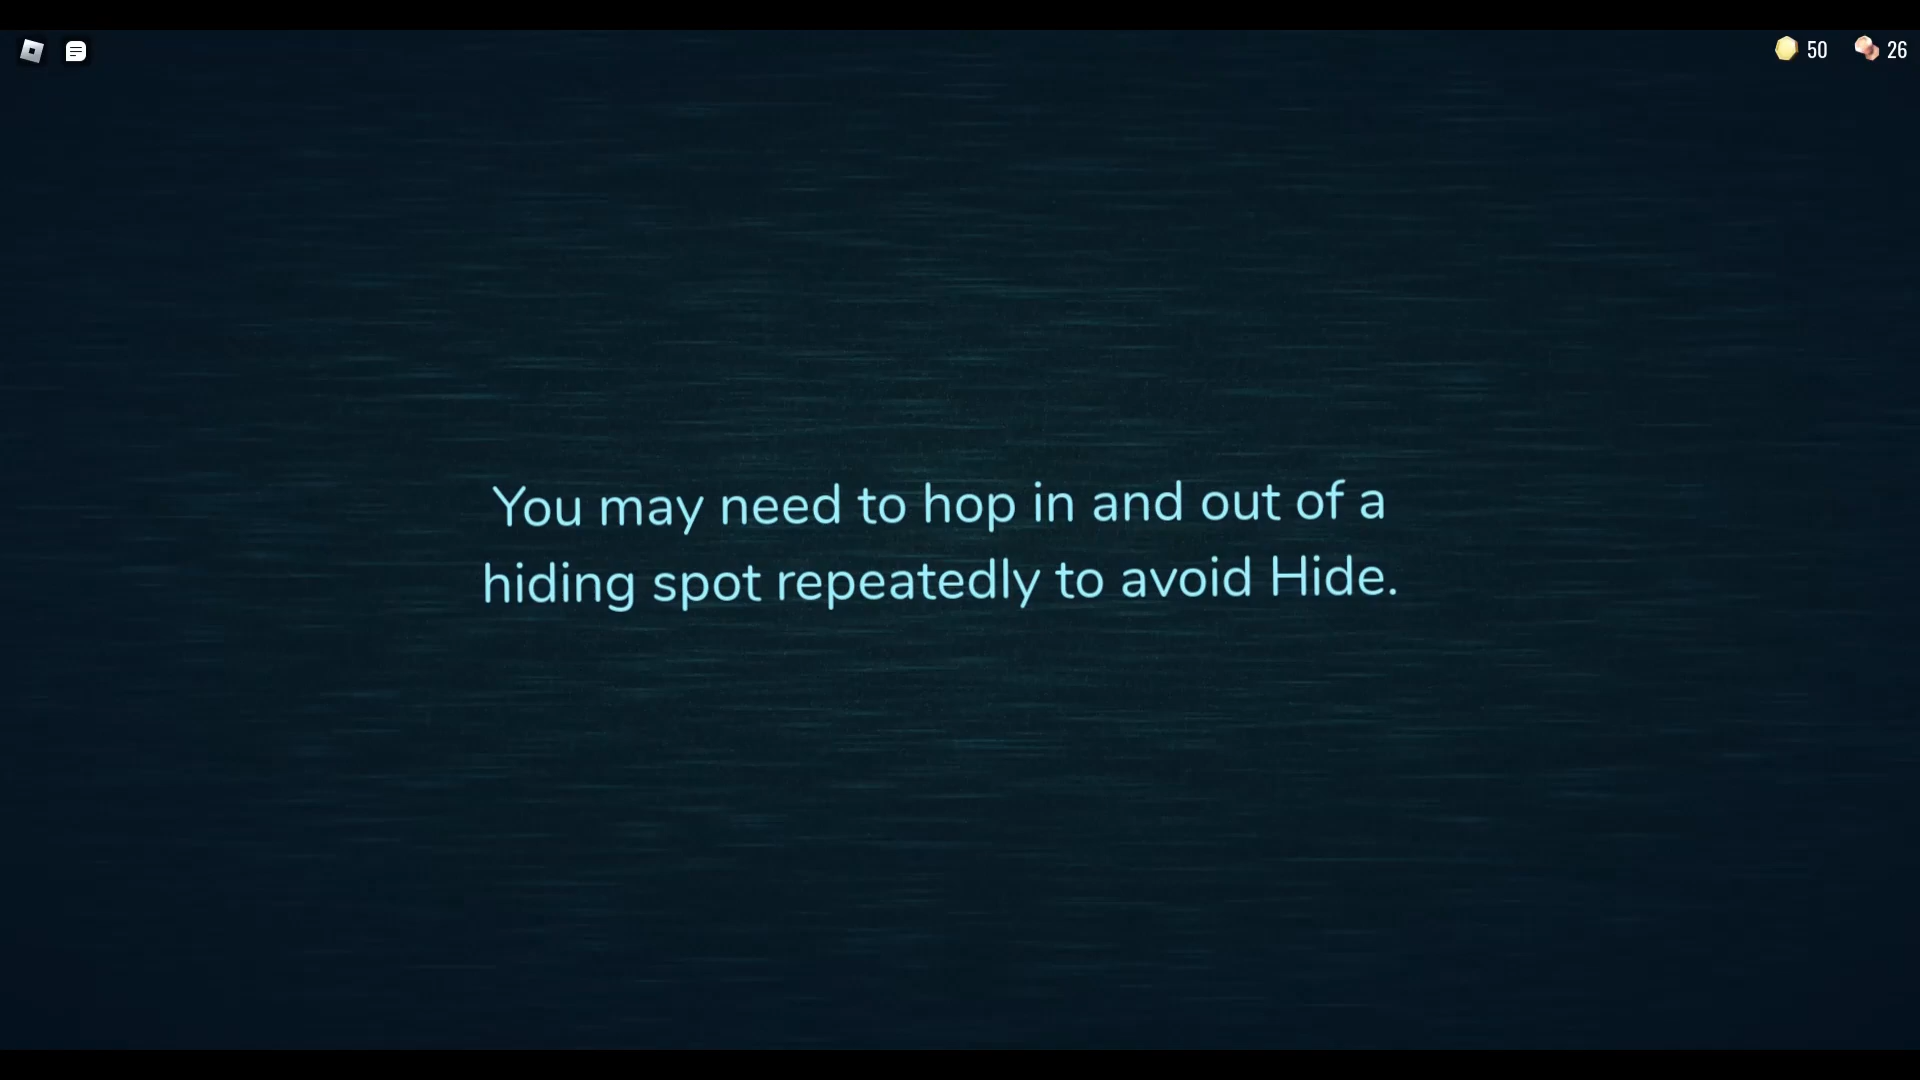 50 26
You may need to hop in and out of a
hiding spot repeatedly to avoid Hide.